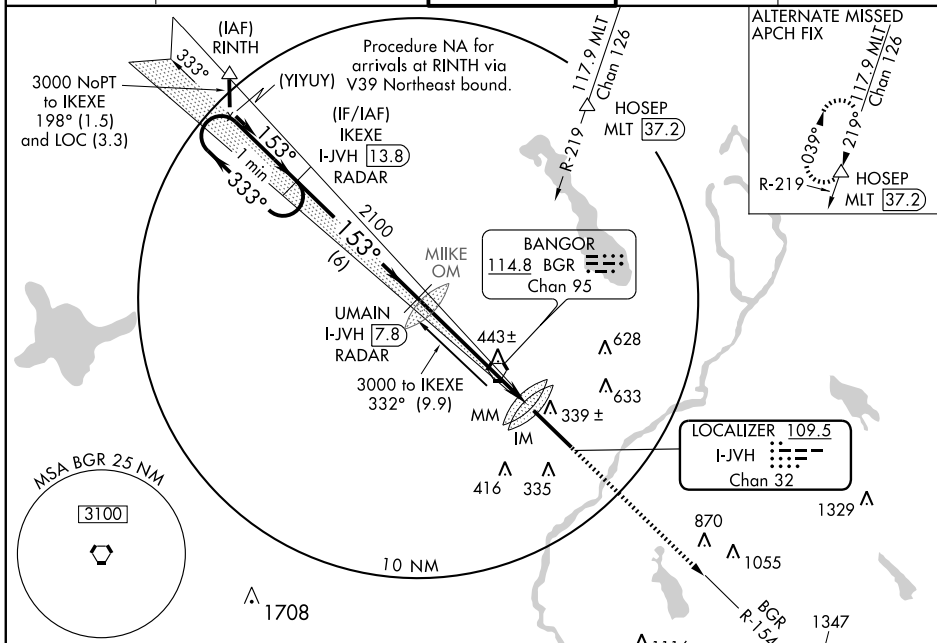 (IAF)
RINTH
333°
3000 NoPT
to IKEXE
198° (1.5)
and LOC (3.3)
Procedure NA for
arrivals at RINTH via
V39 Northeast bound.
(YIYUY)
(IF/IAF)
IKEXE
I-JVH 13.8
RADAR
153°
1 min
333°
2100
153°
(6)
117.9 MLT
Chan 126
HOSEP
MLT 37.2
R-219
ALTERNATE MISSED
APCH FIX
117.9 MLT
Chan 126
039°
219°
R-219
HOSEP
MLT 37.2
MIIKE
OM
BANGOR
114.8 BGR
Chan 95
UMAIN
I-JVH 7.8
RADAR
443±
628
3000 to IKEXE
332° (9.9)
633
MM
339 ±
IM
LOCALIZER 109.5
I-JVH
Chan 32
416
335
MSA BGR 25 NM
3100
1329
870
1055
10 NM
1708
BGR
R-154
1347